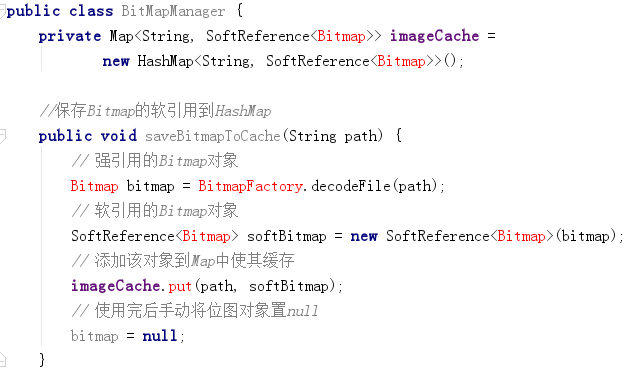 public class BitMapManager {
private Map<String, SoftReference<Bitmap>> imageCache =
new HashMap<String, SoftReference<Bitmap>>();
//保存Bitmap的软引用到HashMap
public void saveBitmapToCache(String path) {
// 强引用的Bitmap对象
Bitmap bitmap = BitmapFactory.decodeFile(path);
// 软引用的Bitmap对象
SoftReference<Bitmap> softBitmap = new SoftReference<Bitmap>(bitmap);
// 添加该对象到Map中使其缓存
imageCache.put(path, softBitmap);
// 使用完后手动将位图对象置null
bitmap = null;
}